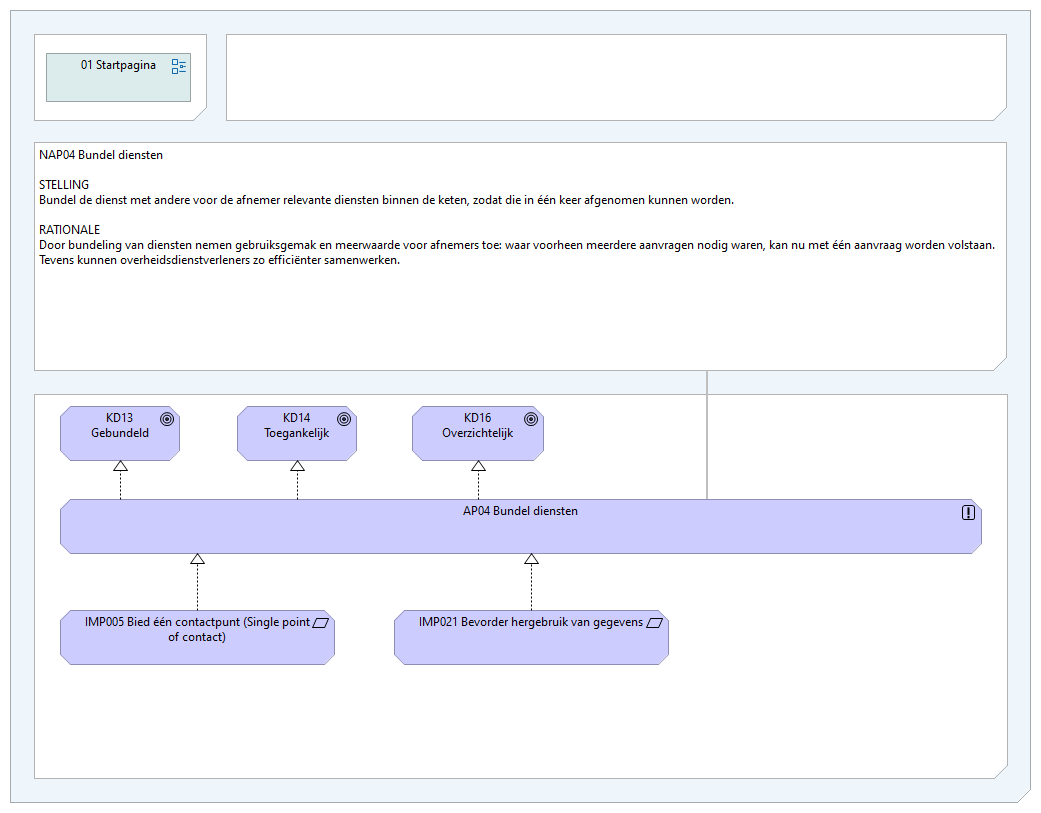 01 Startpagina
NAP04 Bundel diensten
STELLING
Bundel de dienst met andere voor de afnemer relevante diensten binnen de keten, zodat die in één keer afgenomen kunnen worden.
RATIONALE
Door bundeling van diensten nemen gebruiksgemak en meerwaarde voor afnemers toe: waar voorheen meerdere aanvragen nodig waren, kan nu met één aanvraag worden volstaan.
Tevens kunnen overheidsdienstverleners zo efficiënter samenwerken.
KD13
Gebundeld
KD14
Toegankelijk
KD16
Overzichtelijk
AP04 Bundel diensten
IMP005 Bied één contactpunt (Single point
of contact)
IMP021 Bevorder hergebruik van gegevens